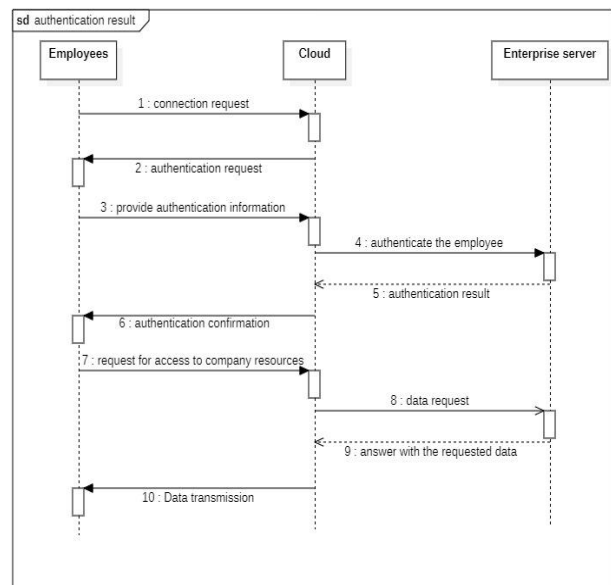 sd authentication result
Employees
Cloud
Enterprise server
1 : connection request
2 : authentication request
3 : provide authentication information
4 : authenticate the employee
5 : authentication result
6 : authentication confirmation
7 : request for access to company resources
8 : data request
9 : answer with the requested data
10 : Data transmission